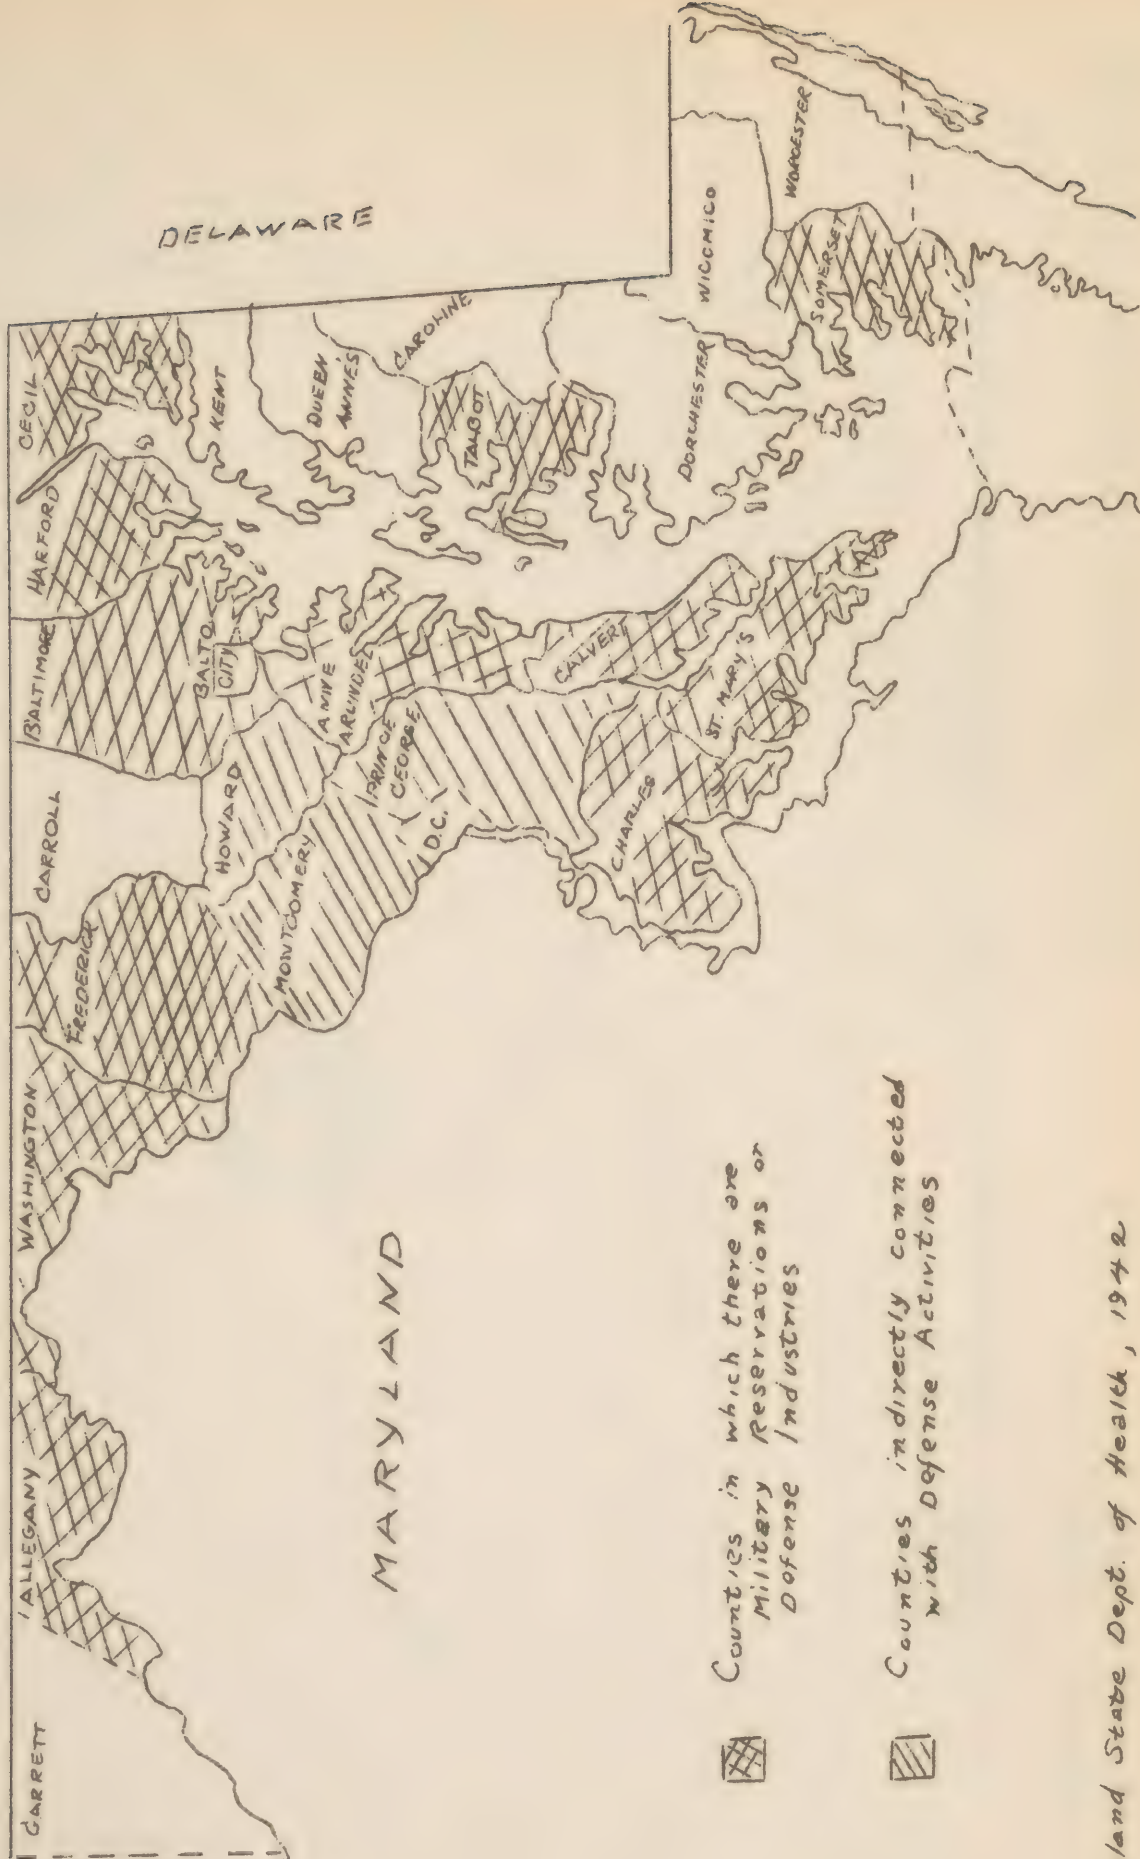 GARRETT
ALLEGANY
WASHINGTON
FREDERICK
CARROLL
BALTIMORE
HARFORD
CECIL
HOWARD
BALTO
CITY
MONTGOMERY
ANNE
ARUNDEL
PRINCE
GEORGE
D.C.
CHARLES
CALVERT
ST. MARY'S
KENT
QUEEN
ANNE'S
CAROLINE
TALBOT
DORCHESTER
WICOMICO
WORCESTER
SOMERSET
DELAWARE
MARYLAND
Counties in which there are
Military Reservations or
Defense Industries
Counties indirectly connected
with Defense Activities
land State Dept. of Health, 1942